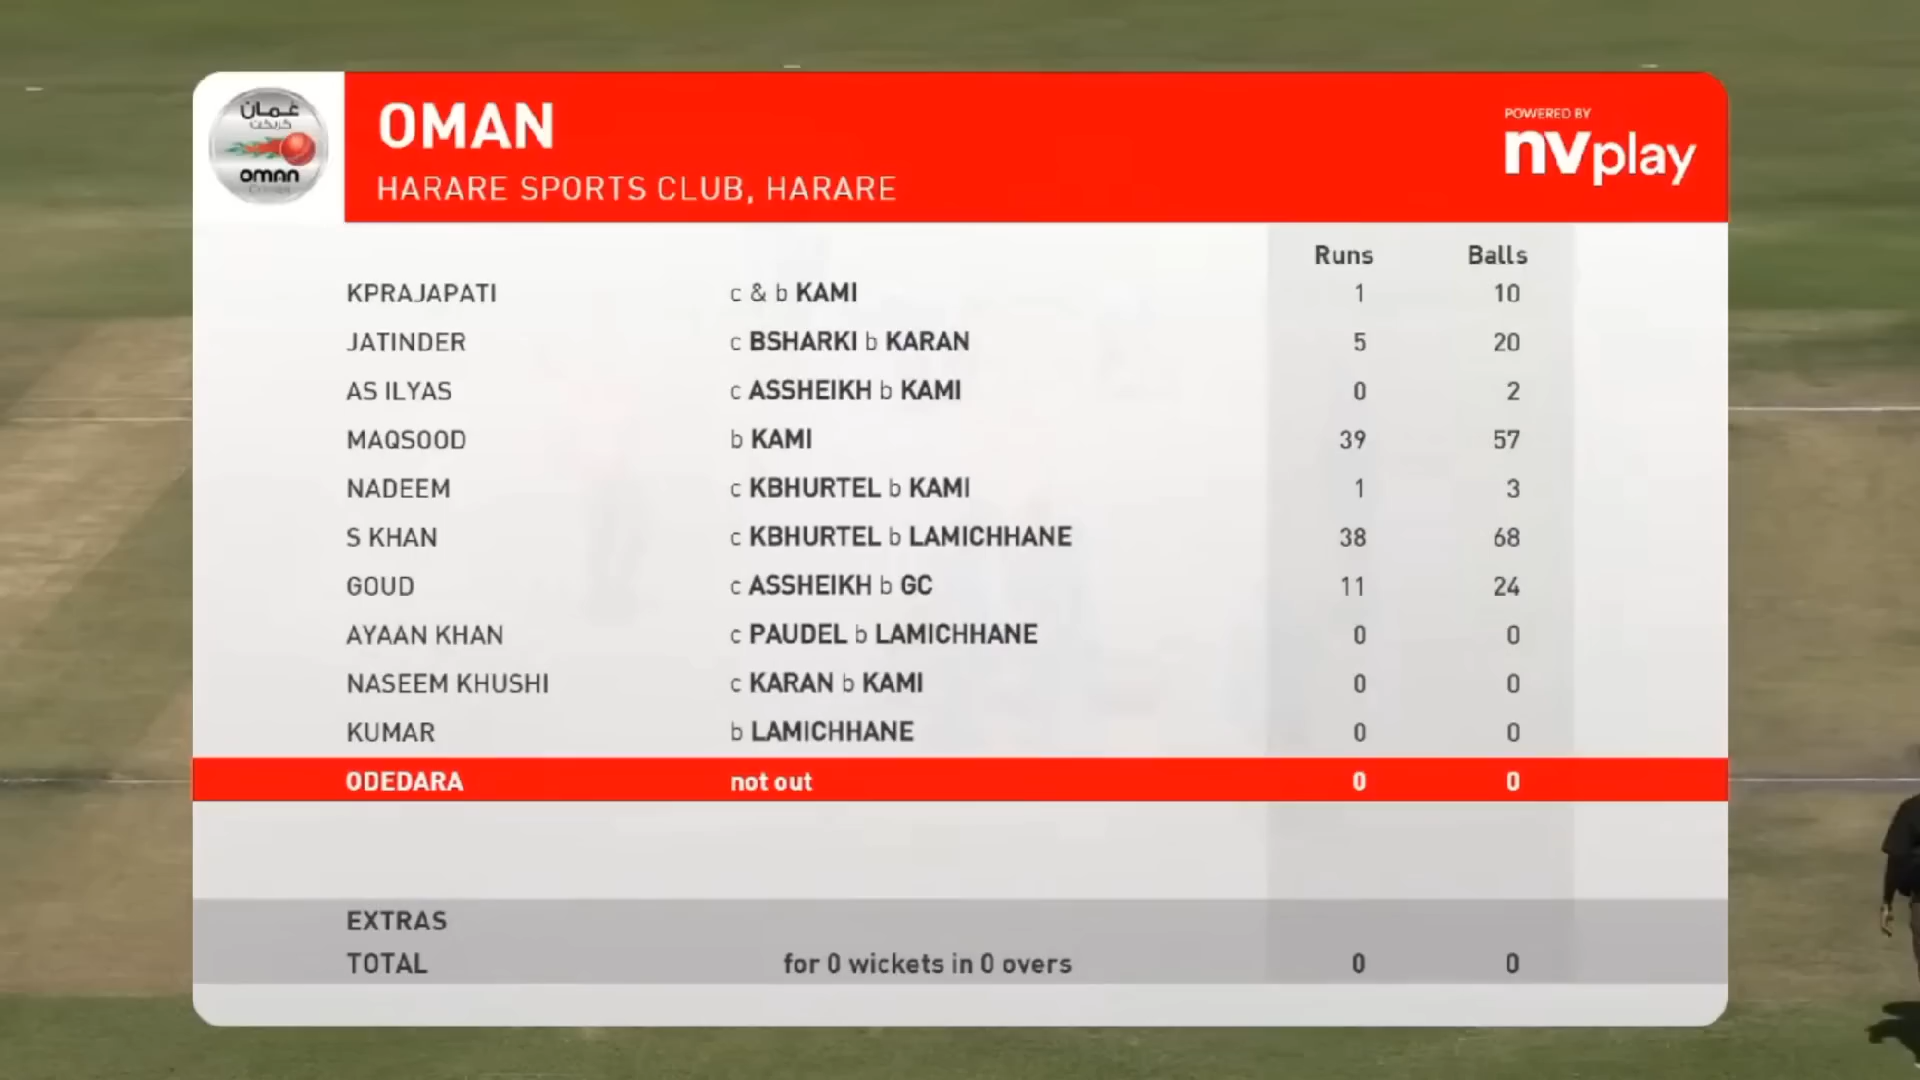 عمان
كريكت
oman
OMAN
HARARE SPORTS CLUB, HARARE
POWERED BY
nvplay
Runs Balls
KPRAJAPATI c & b KAMI 1 10
JATINDER c BSHARKI b KARAN 5 20
AS ILYAS c ASSHEIKH b KAMI 0 2
MAQSOOD b KAMI 39 57
NADEEM c KBHURTEL b KAMI 1 3
S KHAN c KBHURTEL b LAMICHHANE 38 68
GOUD c ASSHEIKH b GC 11 24
AYAAN KHAN c PAUDEL b LAMICHHANE 0 0
NASEEM KHUSHI c KARAN b KAMI 0 0
KUMAR b LAMICHHANE 0 0
ODEDARA not out 0 0
EXTRAS
TOTAL for 0 wickets in 0 overs 0 0